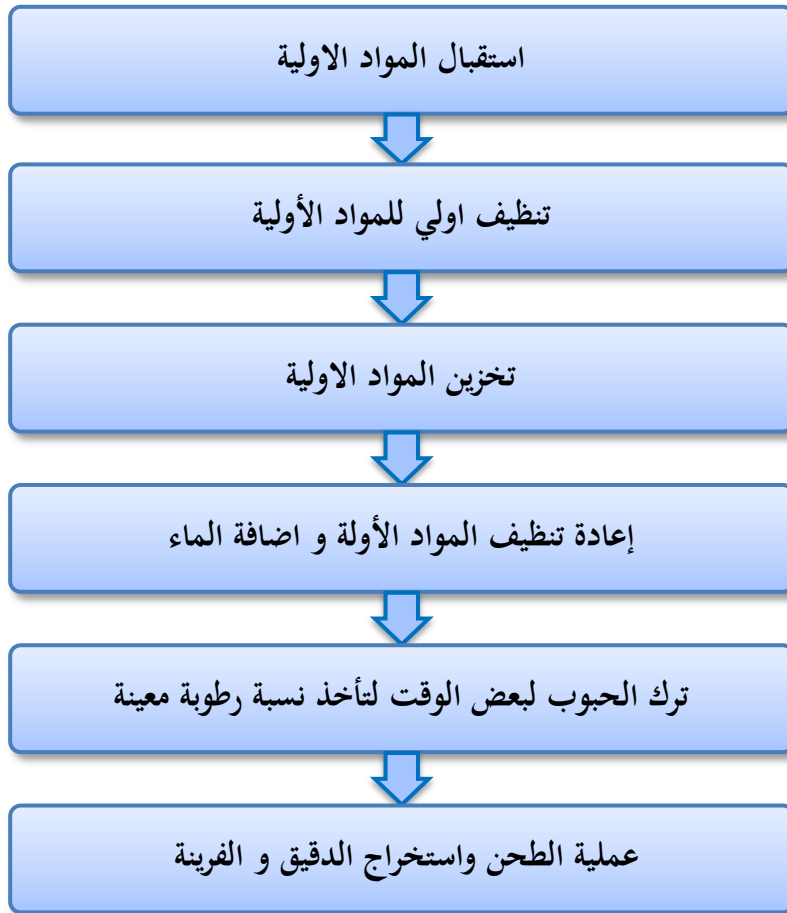 استقبال المواد الاولية
تنظيف اولي للمواد الأولية
تخزين المواد الاولية
إعادة تنظيف المواد الأولة و اضافة الماء
ترك الحبوب لبعض الوقت لتأخذ نسبة رطوبة معينة
عملية الطحن واستخراج الدقيق و الفرينة